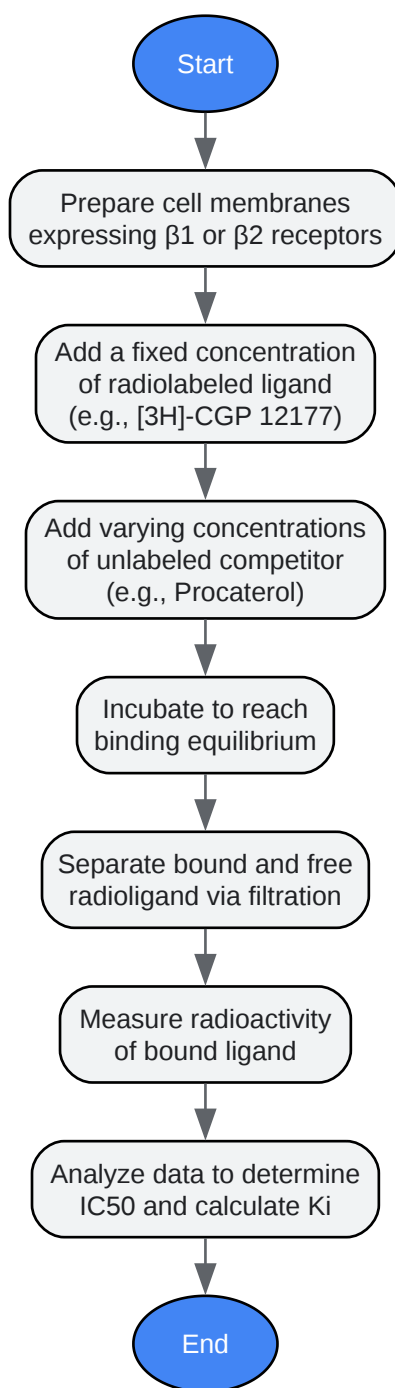 Start
Prepare cell membranes
expressing β1 or β2 receptors
Add a fixed concentration
of radiolabeled ligand
(e.g., [3H]-CGP 12177)
Add varying concentrations
of unlabeled competitor
(e.g., Procaterol)
Incubate to reach
binding equilibrium
Separate bound and free
radioligand via filtration
Measure radioactivity
of bound ligand
Analyze data to determine
IC50 and calculate Ki
End